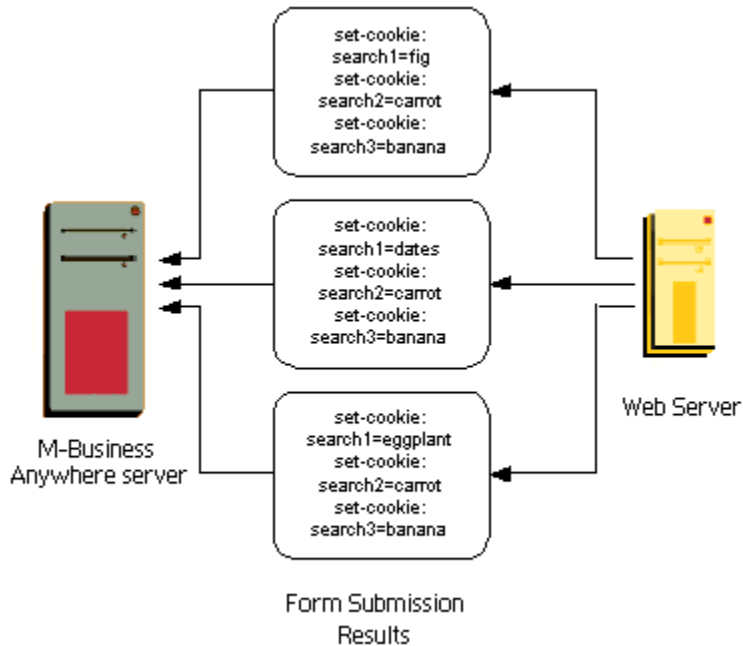 set-cookie:
search1=fig
set-cookie:
search2=carrot
set-cookie:
search3=banana
set-cookie:
search1=dates
set-cookie:
search2=carrot
set-cookie:
search3=banana
set-cookie:
search1=eggplant
set-cookie:
search2=carrot
set-cookie:
search3=banana
M-Business
Anywhere server
Web Server
Form Submission
Results